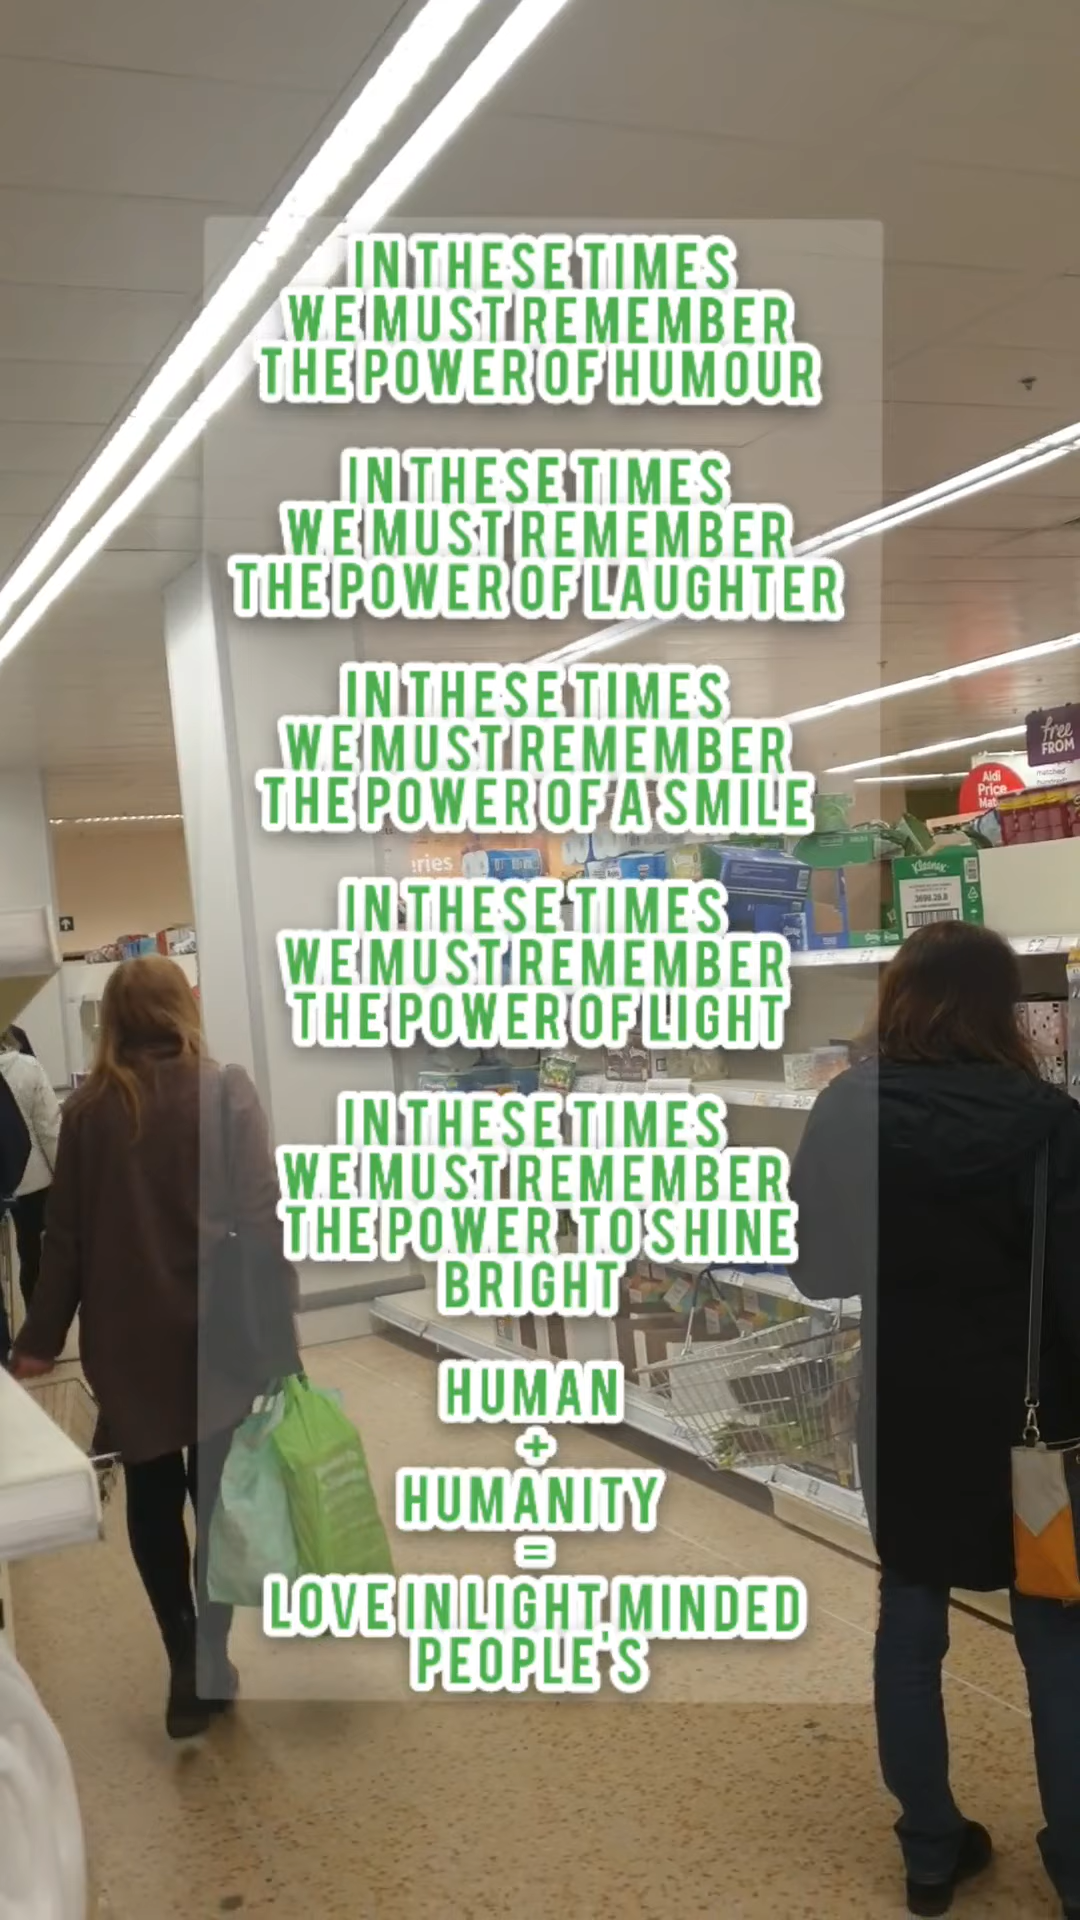 IN THESE TIMES
WE MUST REMEMBER
THE POWER OF HUMOUR
IN THESE TIMES
WE MUST REMEMBER
THE POWER OF LAUGHTER
IN THESE TIMES
WE MUST REMEMBER
THE POWER OF A SMILE
IN THESE TIMES
WE MUST REMEMBER
THE POWER OF LIGHT
IN THESE TIMES
WE MUST REMEMBER
THE POWER TO SHINE
BRIGHT
HUMAN
+
HUMANITY
=
LOVE IN LIGHT MINDED
PEOPLE'S
free
FROM
Aldi
Price
matched
eries
Kleenex